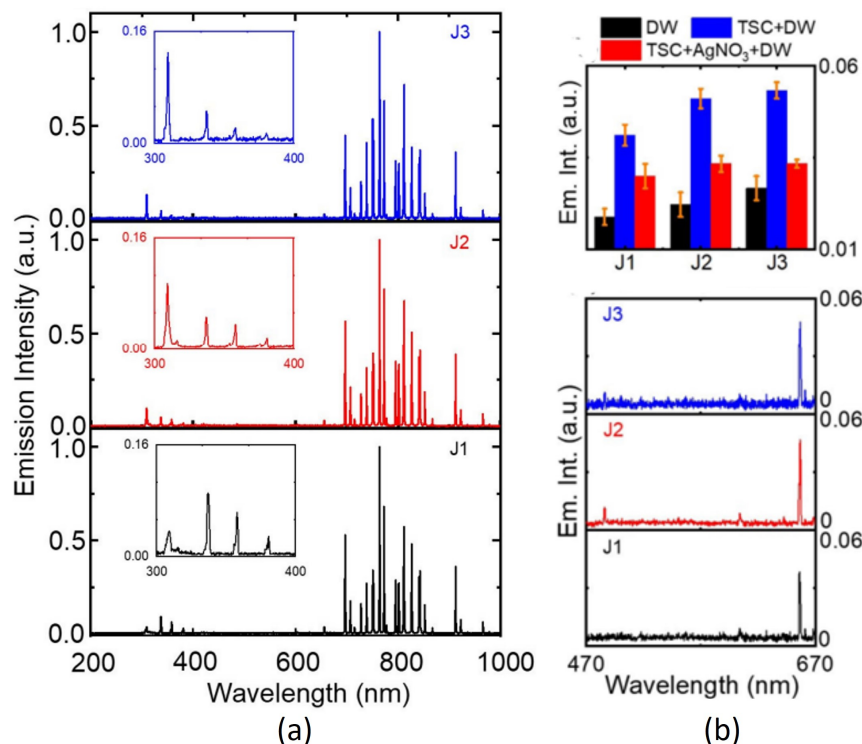 1.0
0.5
0.0
J3
0.16
0.00
300
400
1.0
0.5
0.0
J2
0.16
0.00
300
400
1.0
0.5
0.0
J1
0.16
0.00
300
400
200
400
600
800
1000
Emission Intensity (a.u.)
Wavelength (nm)
(a)
DW
TSC+DW
TSC+AgNO₃+DW
0.06
0.01
Em. Int. (a.u.)
J1
J2
J3
J3
0.06
0
J2
0.06
0
J1
0.06
0
Em. Int. (a.u.)
470
670
Wavelength (nm)
(b)